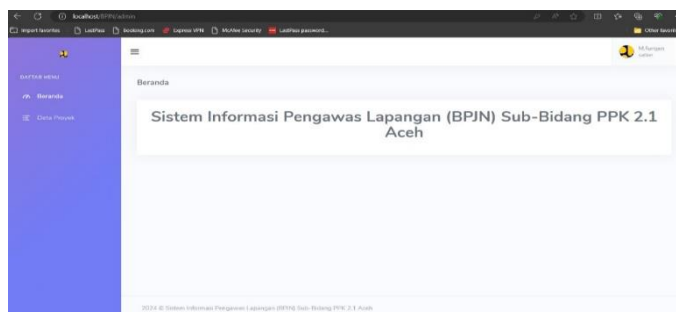 localhost/BPJN/admin
Import favorites LastPass Booking.com Express VPN McAfee Security LastPass password... Other favorit
DAFTAR MENU
Beranda
Data Proyek
Beranda
Sistem Informasi Pengawas Lapangan (BPJN) Sub-Bidang PPK 2.1
Aceh
2024 © Sistem Informasi Pengawas Lapangan (BPJN) Sub-Bidang PPK 2.1 Aceh